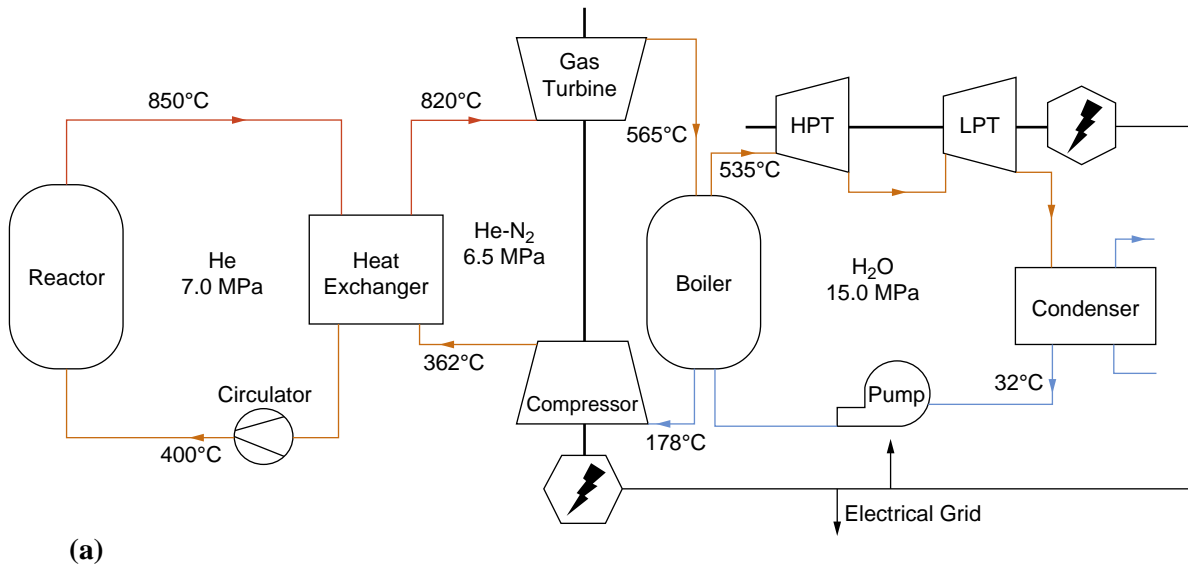 Gas
Turbine
850°C
820°C
565°C
HPT
LPT
535°C
He-N₂
6.5 MPa
Reactor
He
7.0 MPa
Heat
Exchanger
Boiler
H₂O
15.0 MPa
Condenser
362°C
32°C
Circulator
Compressor
Pump
400°C
178°C
Electrical Grid
(a)